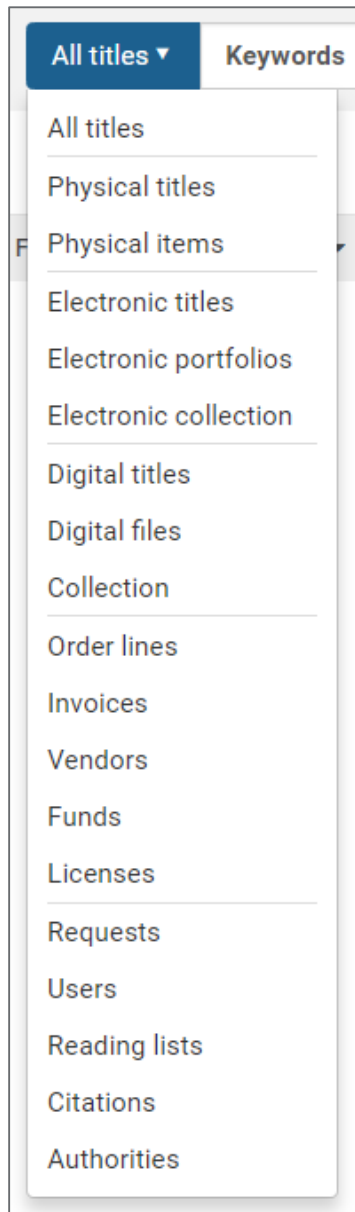 All titles ▼ Keywords
All titles
Physical titles
F Physical items
Electronic titles
Electronic portfolios
Electronic collection
Digital titles
Digital files
Collection
Order lines
Invoices
Vendors
Funds
Licenses
Requests
Users
Reading lists
Citations
Authorities